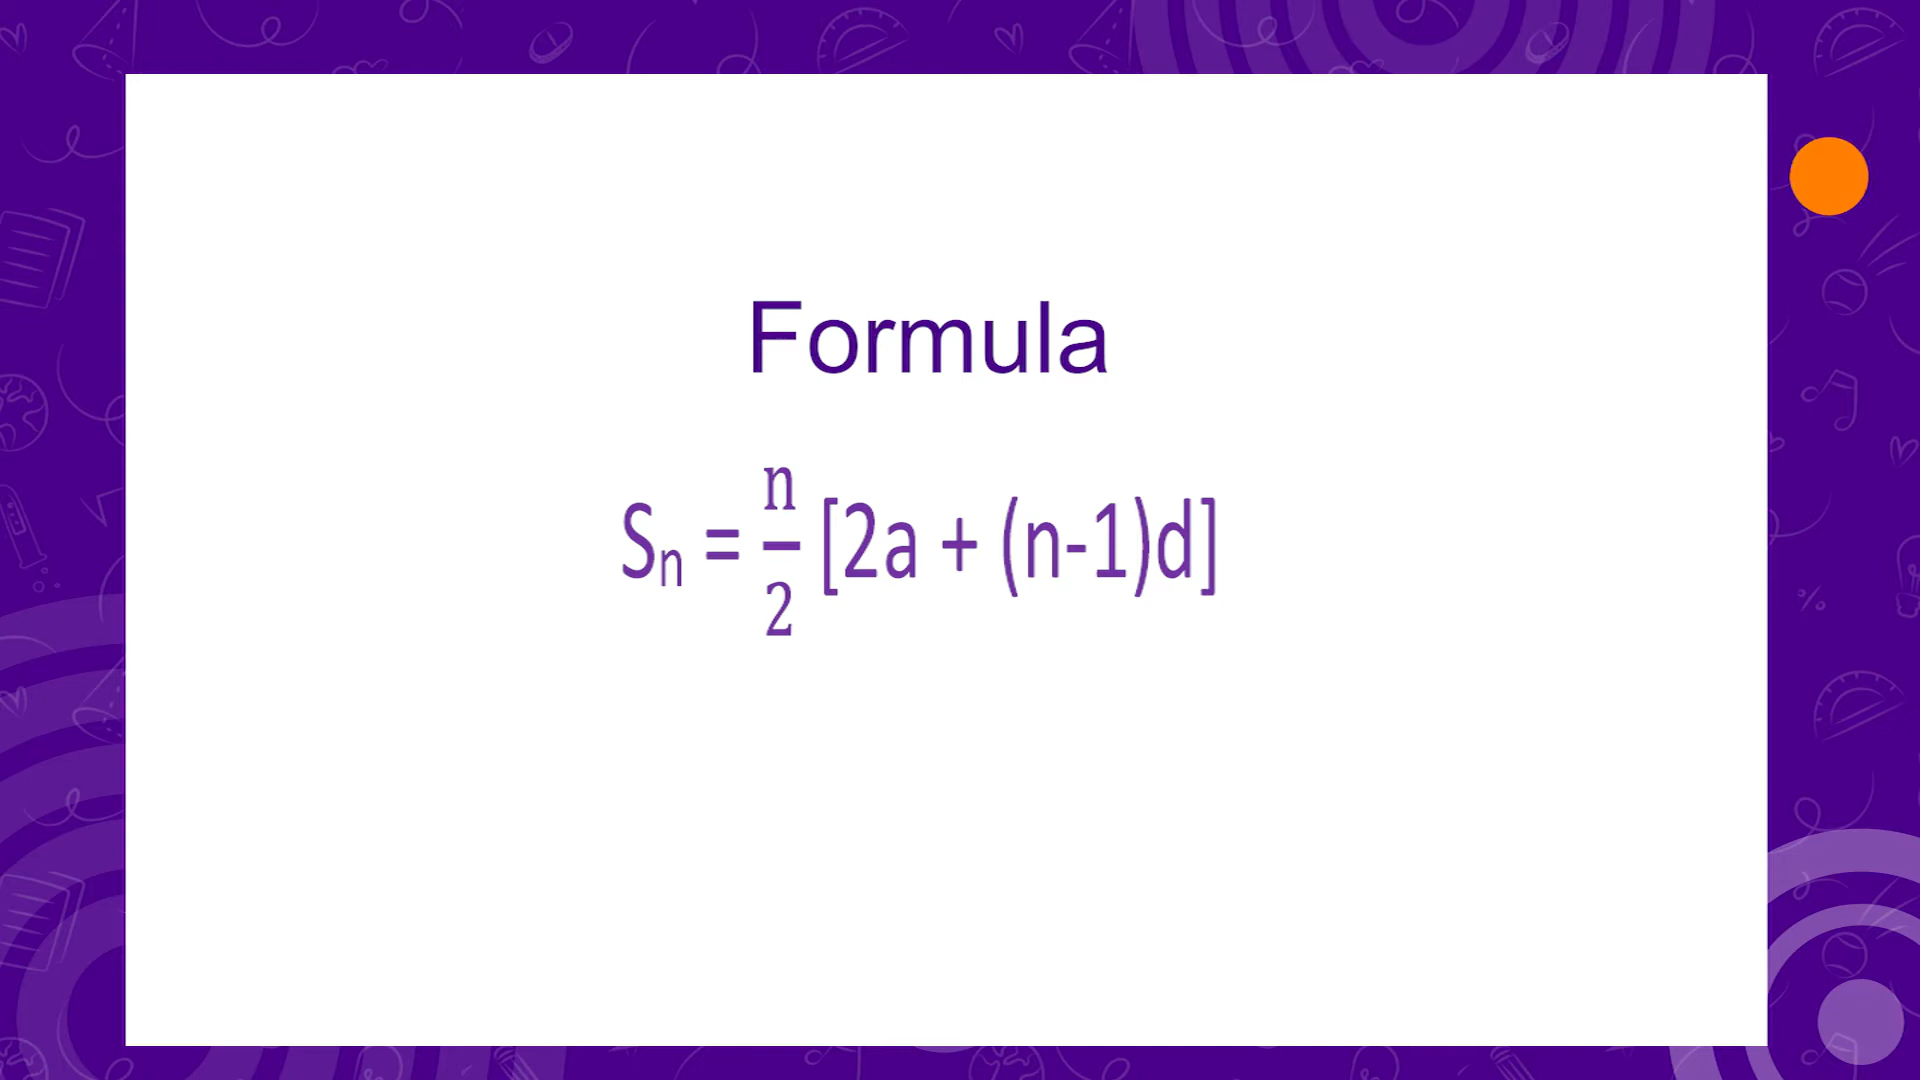 Formula
Sₙ = n/2 [2a + (n-1)d]